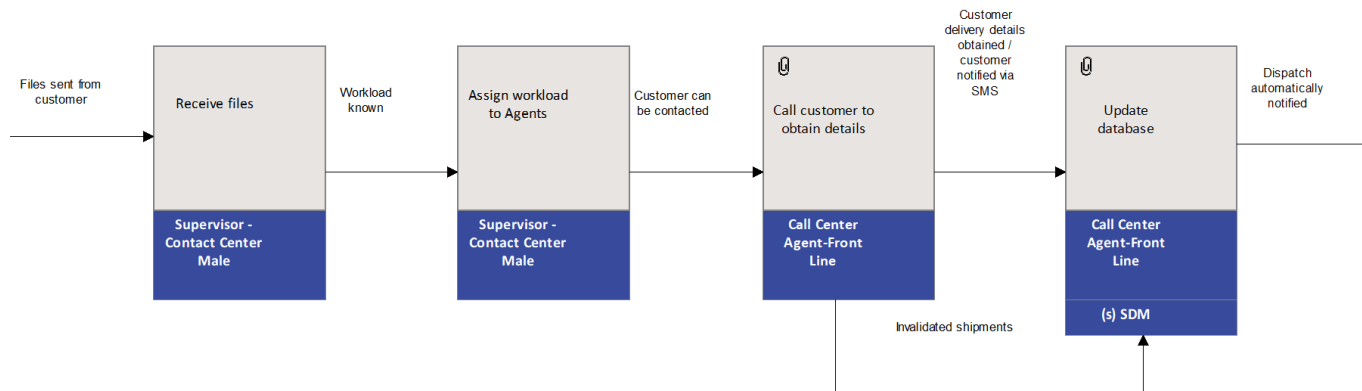 Files sent from
customer
Receive files
Supervisor -
Contact Center
Male
Workload
known
Assign workload
to Agents
Supervisor -
Contact Center
Male
Customer can
be contacted
Call customer to
obtain details
Call Center
Agent-Front
Line
Customer
delivery details
obtained /
customer
notified via
SMS
Invalidated shipments
Update
database
Call Center
Agent-Front
Line
(s) SDM
Dispatch
automatically
notified